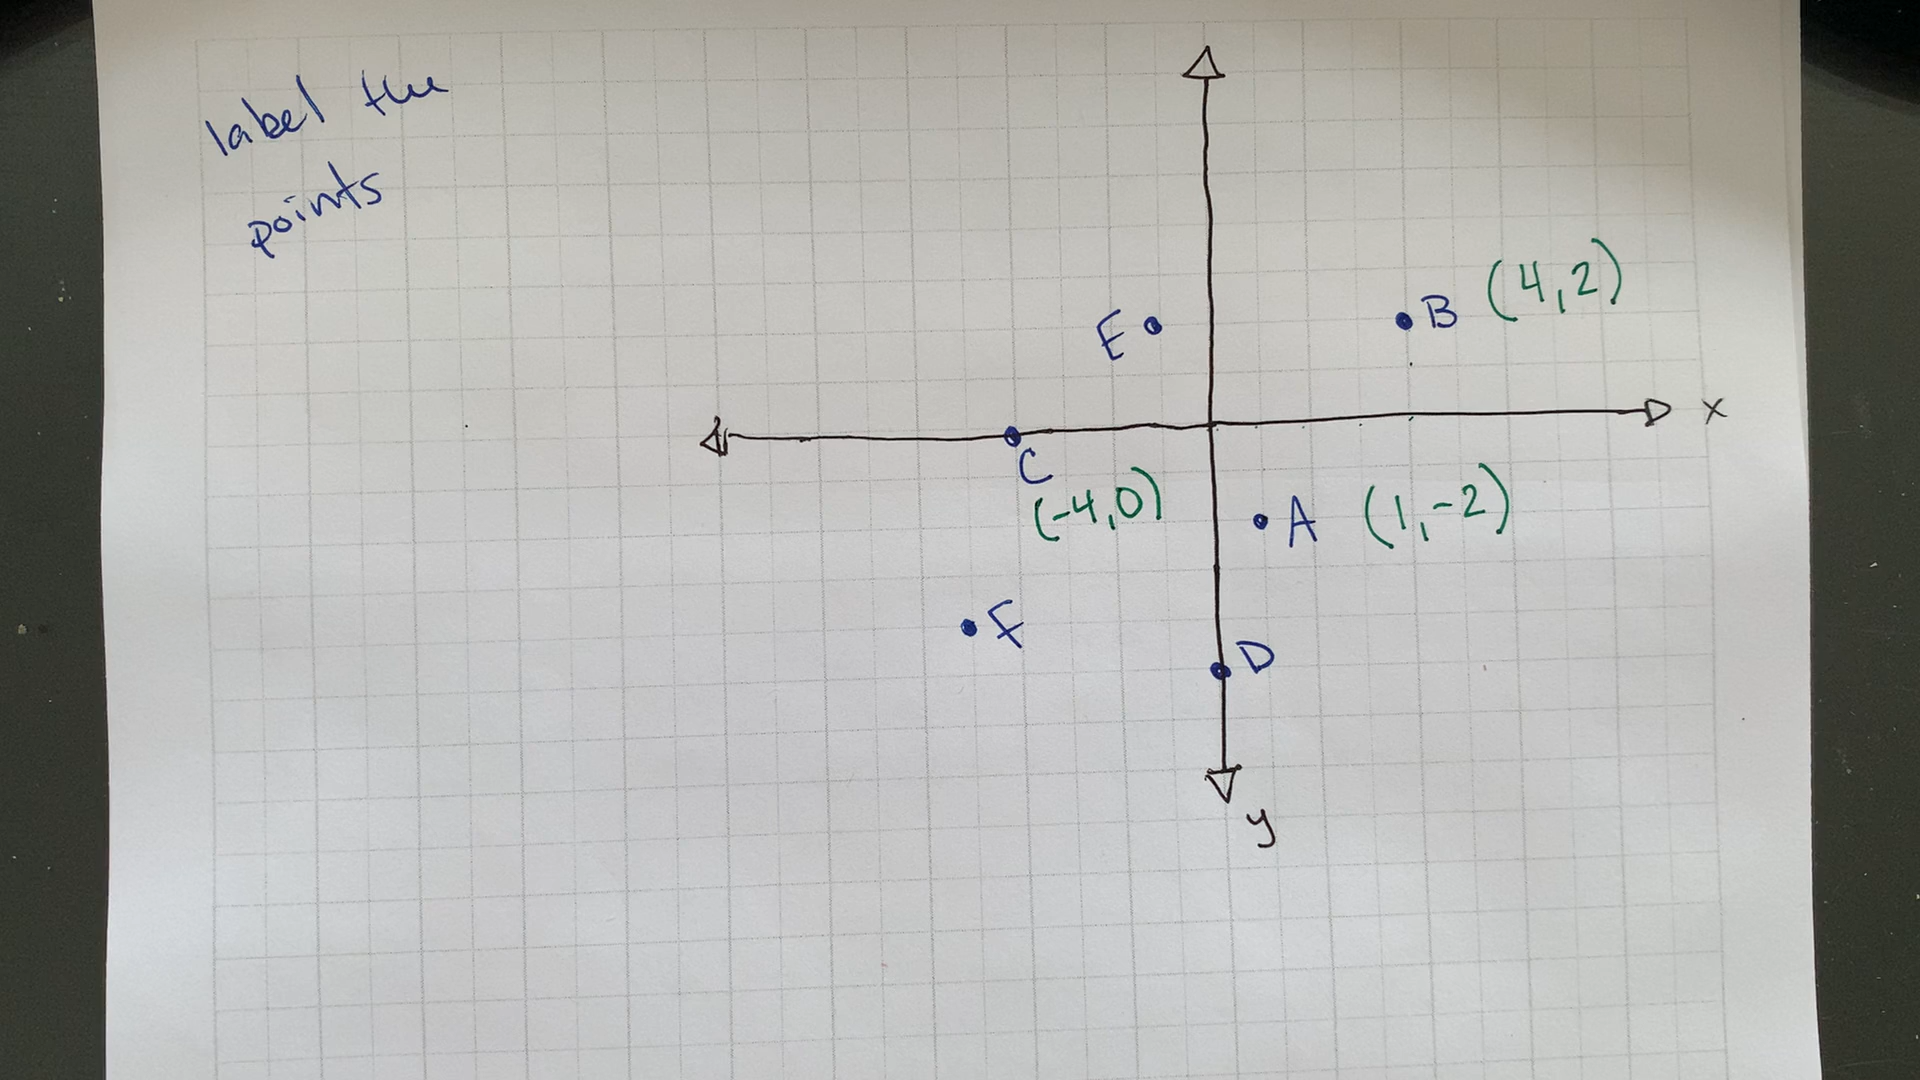 label the
points
B (4,2)
E
x
C
(-4,0)
A (1,-2)
F
D
y